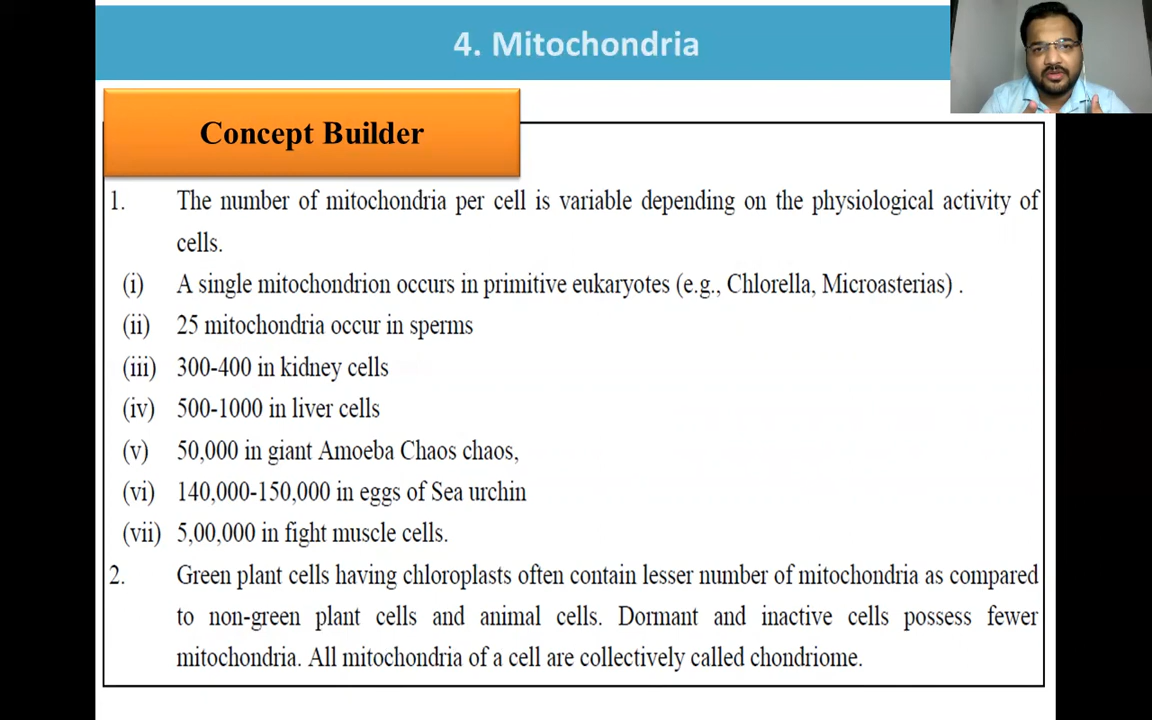 4. Mitochondria
Concept Builder
1. The number of mitochondria per cell is variable depending on the physiological activity of
cells.
(i) A single mitochondrion occurs in primitive eukaryotes (e.g., Chlorella, Microasterias) .
(ii) 25 mitochondria occur in sperms
(iii) 300-400 in kidney cells
(iv) 500-1000 in liver cells
(v) 50,000 in giant Amoeba Chaos chaos,
(vi) 140,000-150,000 in eggs of Sea urchin
(vii) 5,00,000 in fight muscle cells.
2. Green plant cells having chloroplasts often contain lesser number of mitochondria as compared
to non-green plant cells and animal cells. Dormant and inactive cells possess fewer
mitochondria. All mitochondria of a cell are collectively called chondriome.